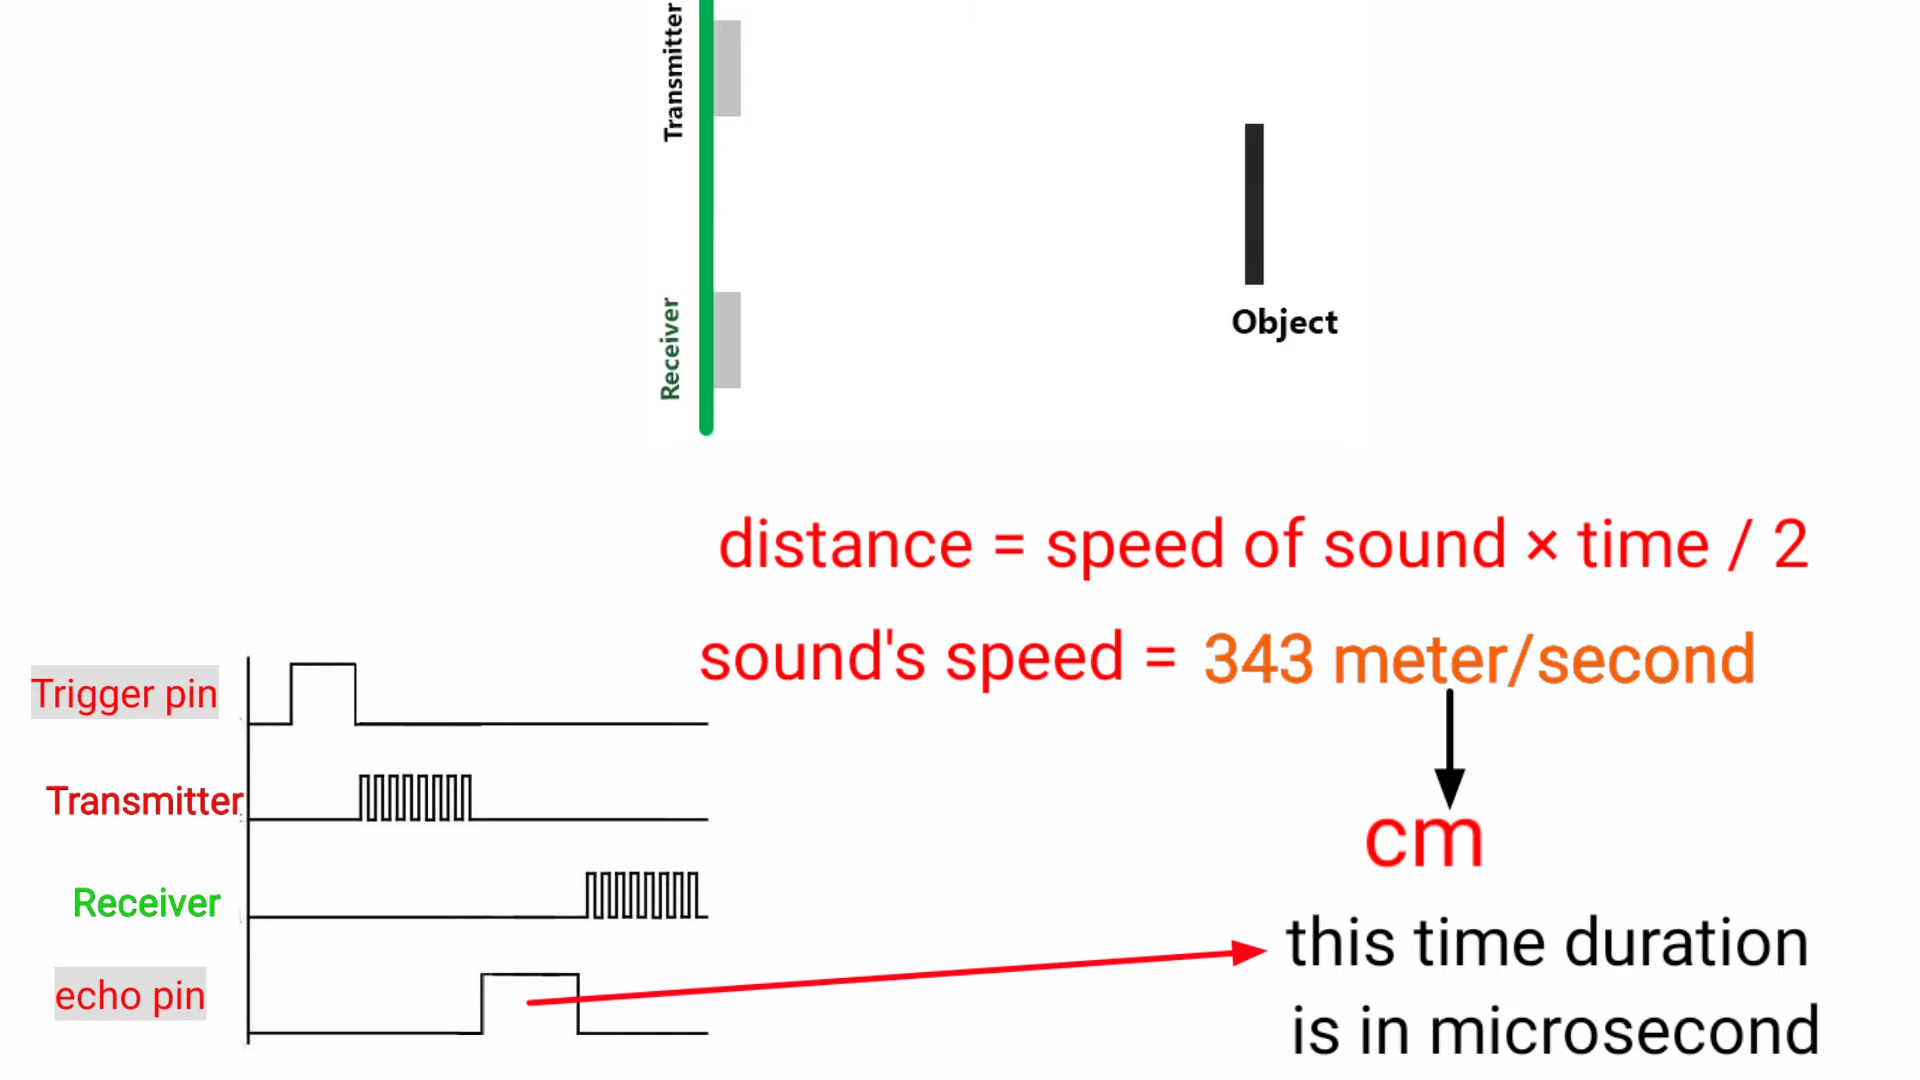 Transmitter
Receiver
Object
distance = speed of sound × time / 2
sound's speed = 343 meter/second
cm
this time duration
is in microsecond
Trigger pin
Transmitter
Receiver
echo pin